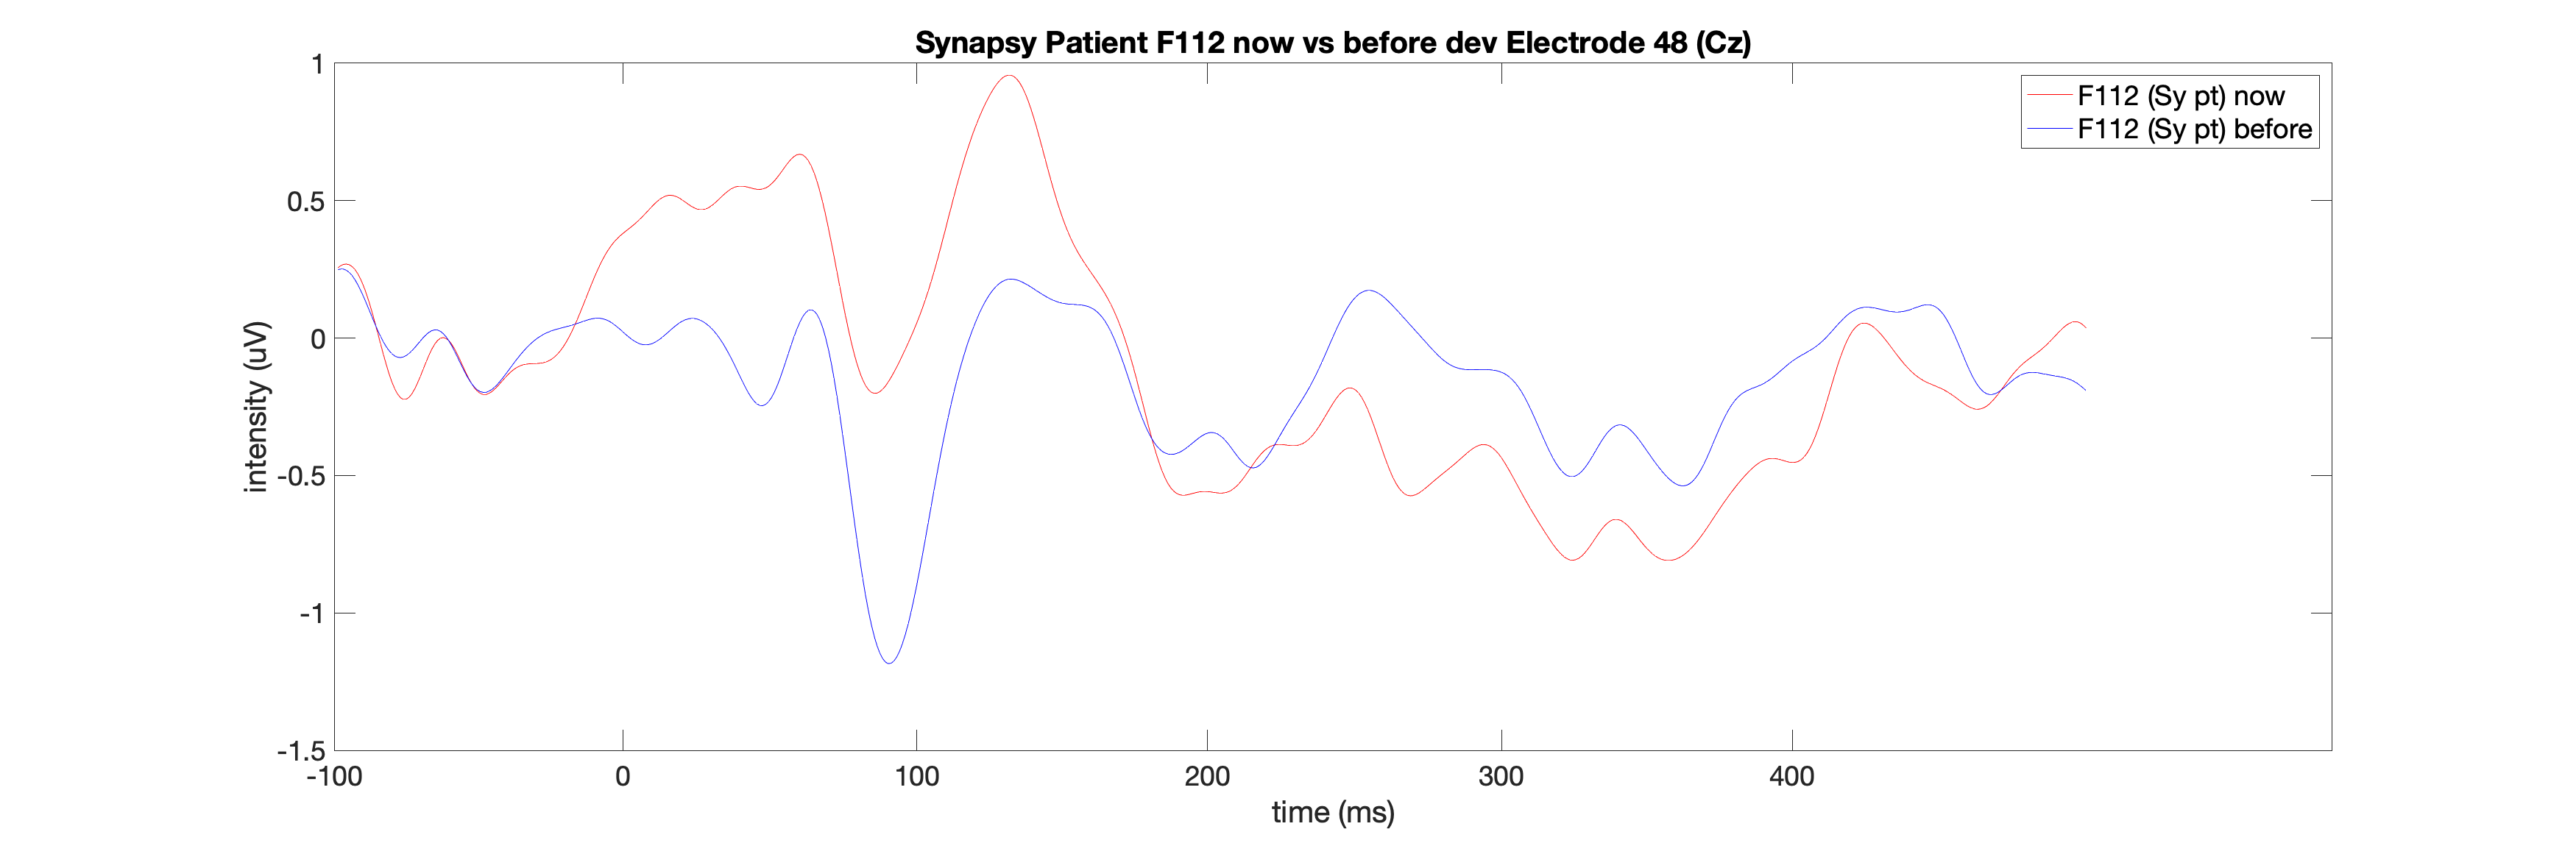 Synapsy Patient F112 now vs before dev Electrode 48 (Cz)
1
0.5
0
-0.5
-1
-1.5
intensity (uV)
F112 (Sy pt) now
F112 (Sy pt) before
-100
0
100
200
300
400
time (ms)